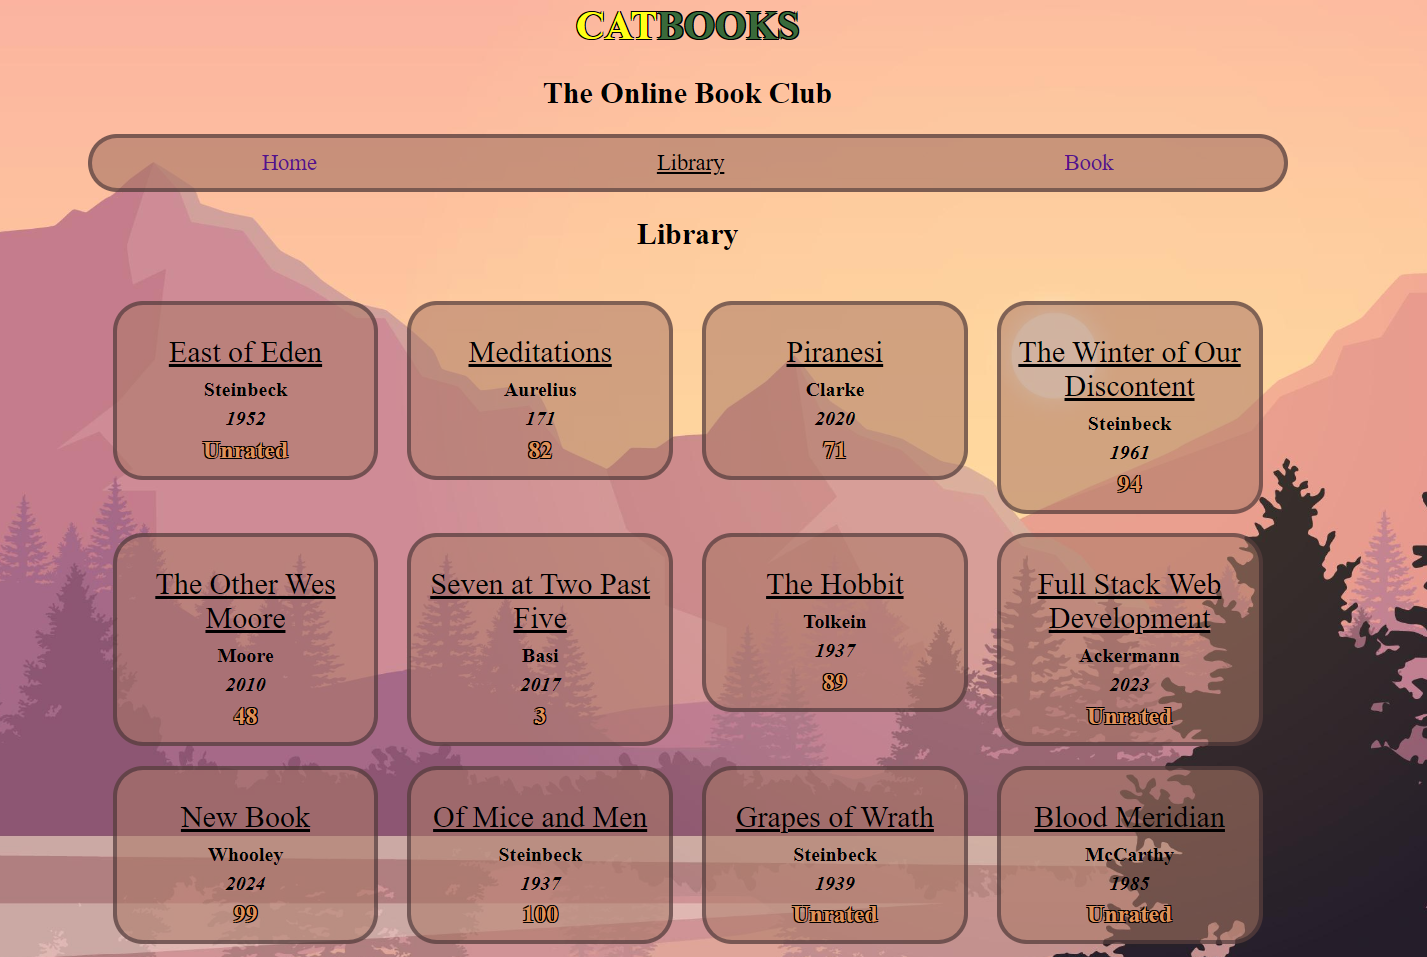 CATBOOKS
The Online Book Club
Home Library Book
Library
East of Eden
Steinbeck
1952
Unrated
Meditations
Aurelius
171
82
Piranesi
Clarke
2020
71
The Winter of Our
Discontent
Steinbeck
1961
94
The Other Wes
Moore
Moore
2010
48
Seven at Two Past
Five
Basi
2017
3
The Hobbit
Tolkein
1937
89
Full Stack Web
Development
Ackermann
2023
Unrated
New Book
Whooley
2024
99
Of Mice and Men
Steinbeck
1937
100
Grapes of Wrath
Steinbeck
1939
Unrated
Blood Meridian
McCarthy
1985
Unrated